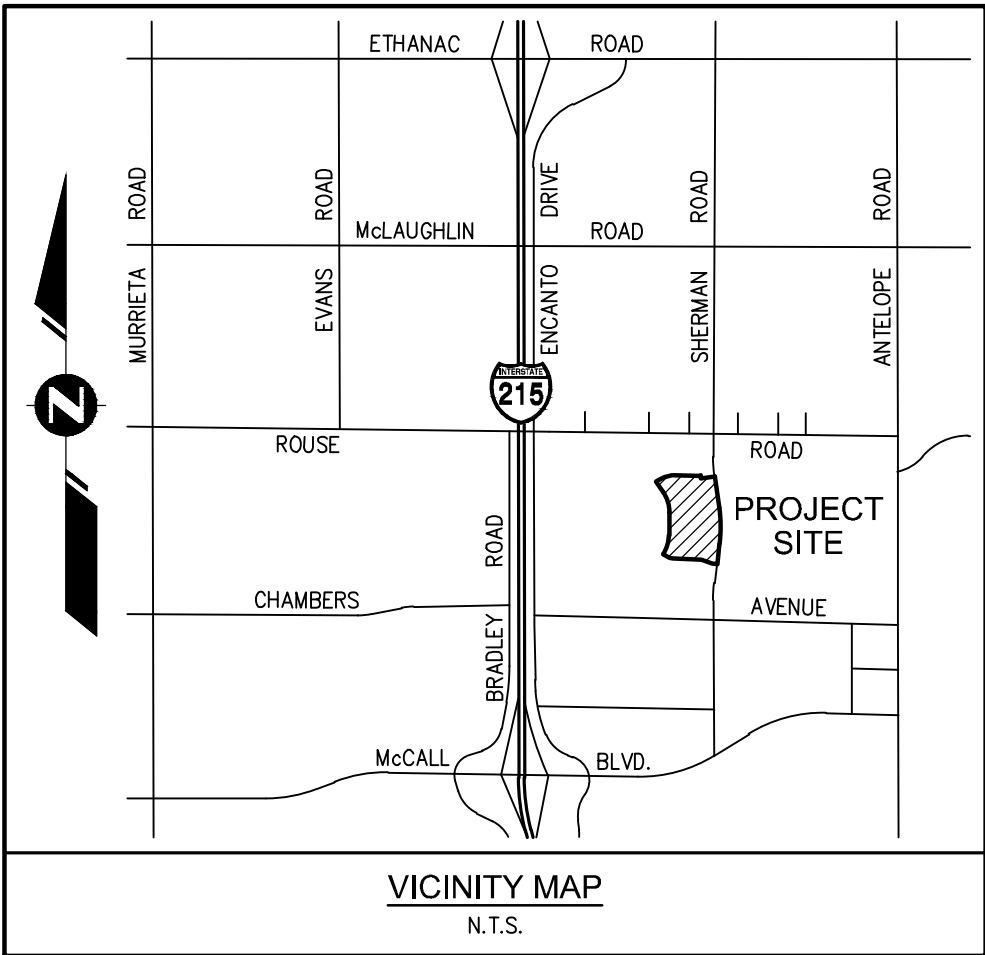 ETHANAC ROAD
MURRIETA ROAD
EVANS ROAD
ENCANTO DRIVE
SHERMAN ROAD
ANTELOPE ROAD
McLAUGHLIN ROAD
INTERSTATE
215
N
ROUSE ROAD
PROJECT
SITE
BRADLEY ROAD
CHAMBERS AVENUE
McCALL BLVD.
VICINITY MAP
N.T.S.